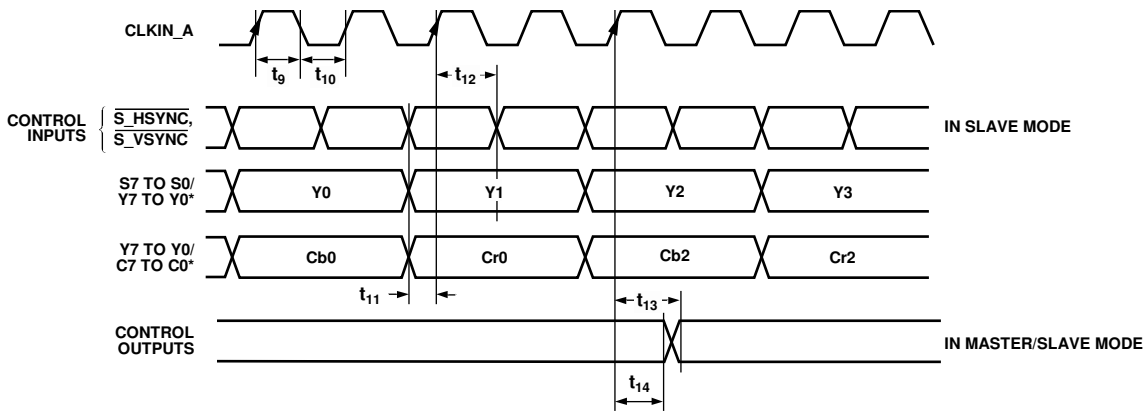 CLKIN_A
t9
t10
t12
CONTROL INPUTS
S_HSYNC,
S_VSYNC
IN SLAVE MODE
S7 TO S0/
Y7 TO Y0*
Y0
Y1
Y2
Y3
Y7 TO Y0/
C7 TO C0*
Cb0
Cr0
Cb2
Cr2
t11
t13
CONTROL
OUTPUTS
IN MASTER/SLAVE MODE
t14